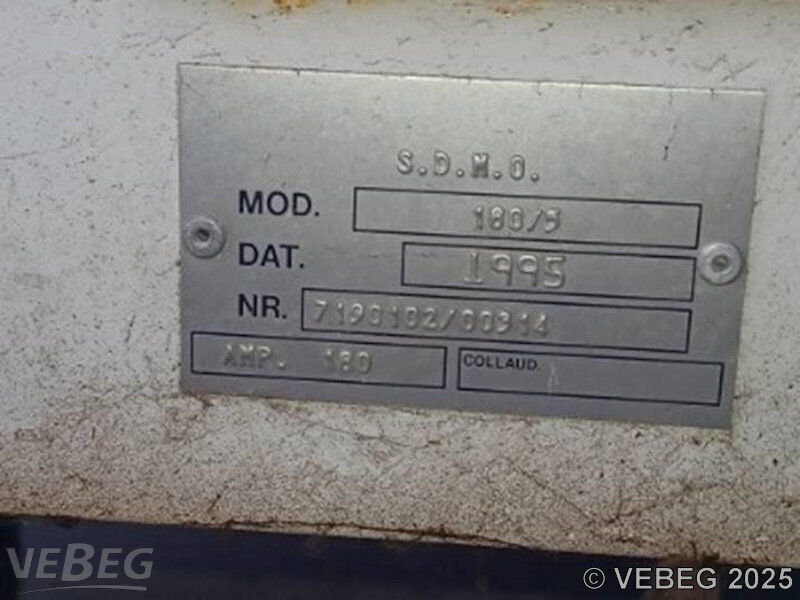 S.D.M.O.
MOD. 180/5
DAT. 1995
NR. 7190102/00314
AMP. 180
COLLAUD.
VEBEG
© VEBEG 2025